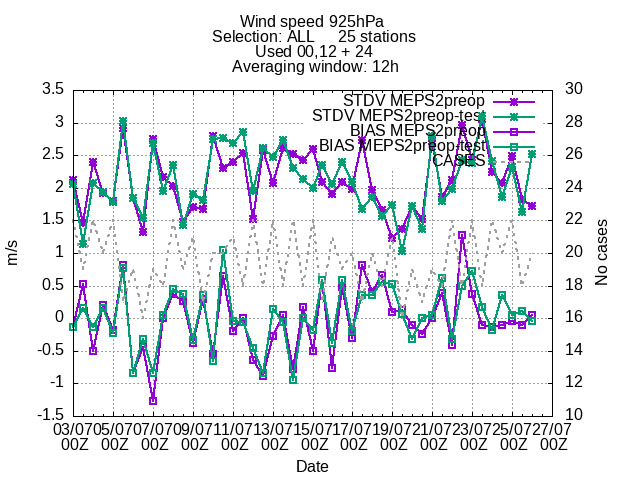 Wind speed 925hPa
Selection: ALL 25 stations
Used 00,12 + 24
Averaging window: 12h
STDV MEPS2preop
STDV MEPS2preop-test
BIAS MEPS2preop
BIAS MEPS2preop-test
CASES
3.5
3
2.5
2
1.5
1
0.5
0
-0.5
-1
-1.5
m/s
30
28
26
24
22
20
18
16
14
12
10
No cases
03/07 05/07 07/07 09/07 11/07 13/07 15/07 17/07 19/07 21/07 23/07 25/07 27/07
00Z 00Z 00Z 00Z 00Z 00Z 00Z 00Z 00Z 00Z 00Z 00Z 00Z
Date